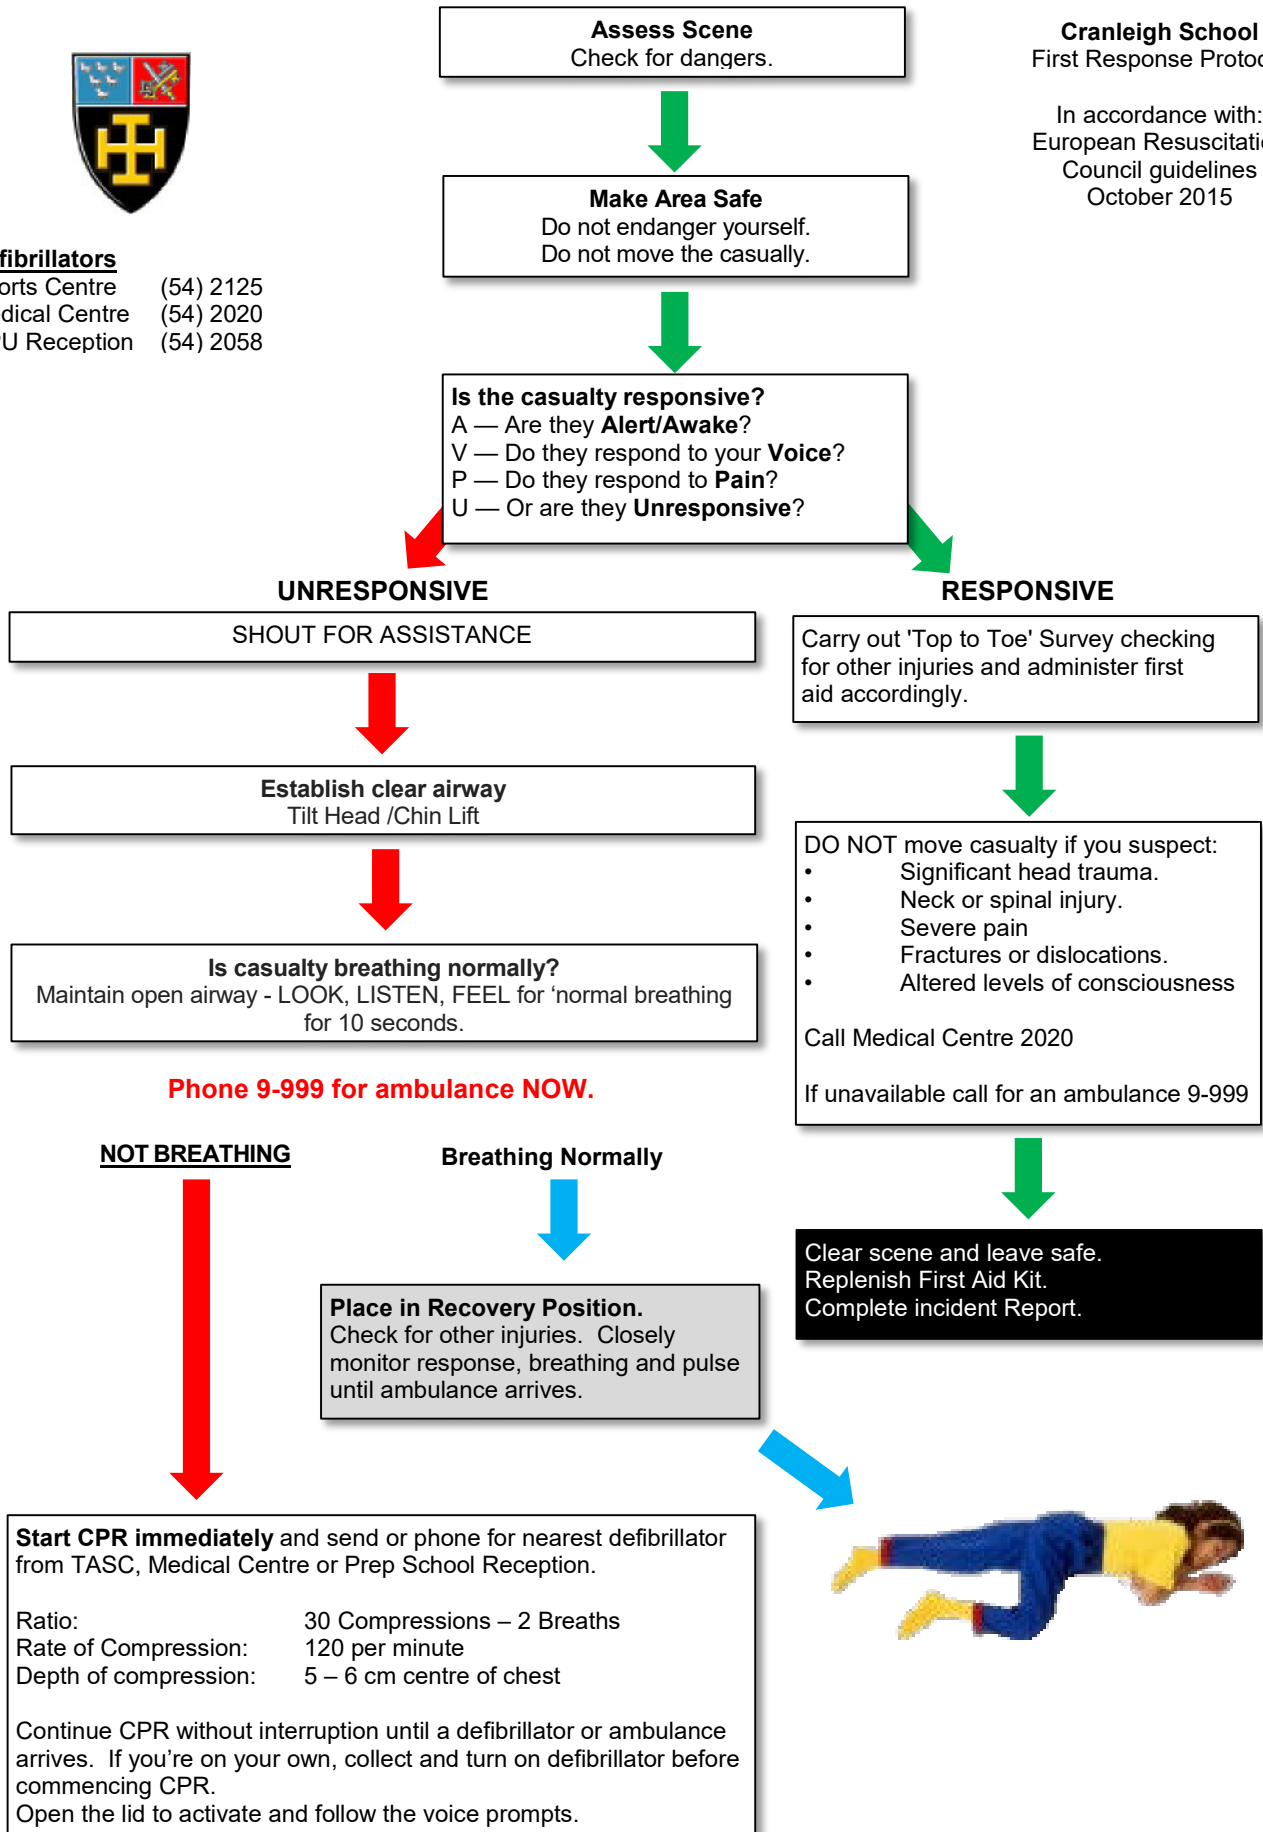 Assess Scene
Check for dangers.
Cranleigh School
First Response Protoc
In accordance with:
European Resuscitatio
Council guidelines
October 2015
Make Area Safe
Do not endanger yourself.
Do not move the casually.
fibrillators
orts Centre (54) 2125
edical Centre (54) 2020
PU Reception (54) 2058
Is the casualty responsive?
A — Are they Alert/Awake?
V — Do they respond to your Voice?
P — Do they respond to Pain?
U — Or are they Unresponsive?
UNRESPONSIVE
SHOUT FOR ASSISTANCE
Establish clear airway
Tilt Head /Chin Lift
Is casualty breathing normally?
Maintain open airway - LOOK, LISTEN, FEEL for ‘normal breathing
for 10 seconds.
Phone 9-999 for ambulance NOW.
RESPONSIVE
Carry out 'Top to Toe' Survey checking
for other injuries and administer first
aid accordingly.
DO NOT move casualty if you suspect:
• Significant head trauma.
• Neck or spinal injury.
• Severe pain
• Fractures or dislocations.
• Altered levels of consciousness
Call Medical Centre 2020
If unavailable call for an ambulance 9-999
Clear scene and leave safe.
Replenish First Aid Kit.
Complete incident Report.
NOT BREATHING
Breathing Normally
Place in Recovery Position.
Check for other injuries. Closely
monitor response, breathing and pulse
until ambulance arrives.
Start CPR immediately and send or phone for nearest defibrillator
from TASC, Medical Centre or Prep School Reception.
Ratio: 30 Compressions – 2 Breaths
Rate of Compression: 120 per minute
Depth of compression: 5 – 6 cm centre of chest
Continue CPR without interruption until a defibrillator or ambulance
arrives. If you’re on your own, collect and turn on defibrillator before
commencing CPR.
Open the lid to activate and follow the voice prompts.